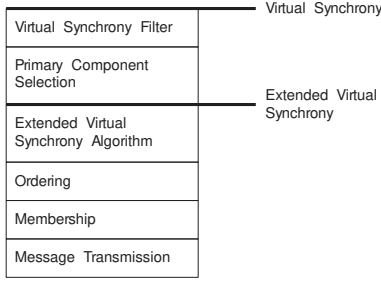 Virtual Synchrony
Virtual Synchrony Filter
Primary Component
Selection
Extended Virtual
Synchrony
Extended Virtual
Synchrony Algorithm
Ordering
Membership
Message Transmission